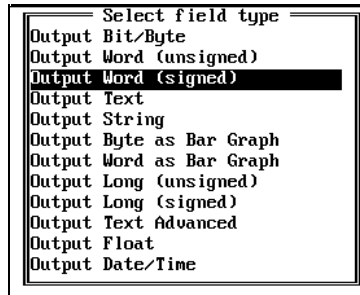 Select field type
Output Bit/Byte
Output Word (unsigned)
Output Word (signed)
Output Text
Output String
Output Byte as Bar Graph
Output Word as Bar Graph
Output Long (unsigned)
Output Long (signed)
Output Text Advanced
Output Float
Output Date/Time